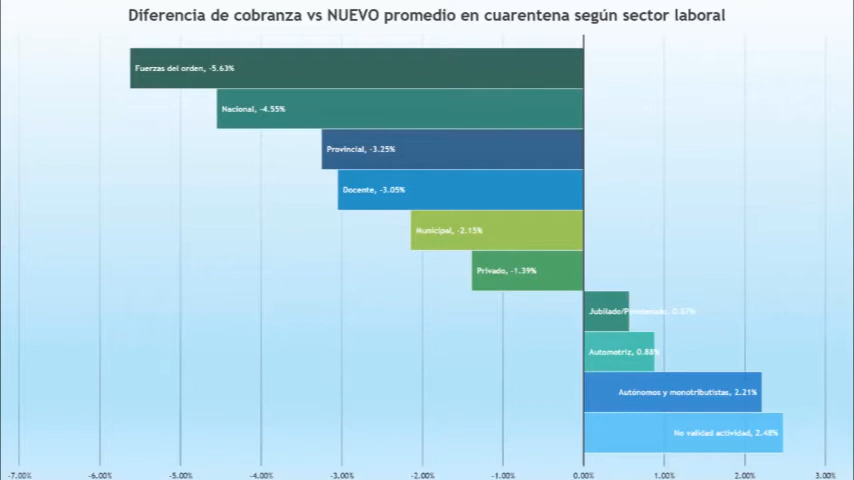 Diferencia de cobranza vs NUEVO promedio en cuarentena según sector laboral
Fuerzas del orden, -5.63%
Nacional, -4.55%
Provincial, -3.25%
Docente, -3.05%
Municipal, -2.15%
Privado, -1.39%
Jubilado/Pensionado, 0.57%
Automotriz, 0.88%
Autónomos y monotributistas, 2.21%
No validad actividad, 2.48%
-7.00% -6.00% -5.00% -4.00% -3.00% -2.00% -1.00% 0.00% 1.00% 2.00% 3.00%